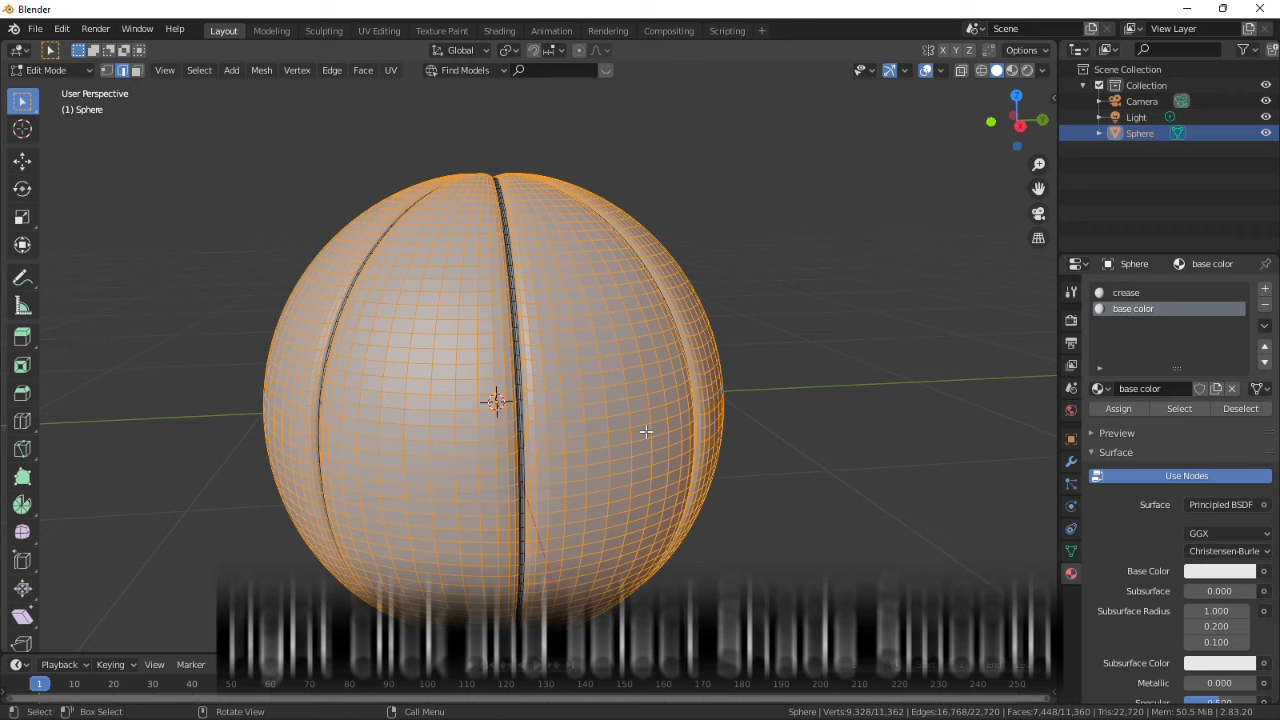 Blender
File Edit Render Window Help
Layout Modeling Sculpting UV Editing Texture Paint Shading Animation Rendering Compositing Scripting +
Scene
View Layer
Global
X Y Z
Options
Edit Mode
View Select Add Mesh Vertex Edge Face UV
Find Models
User Perspective
(1) Sphere
Z
Y
X
Scene Collection
Collection
Camera
Light
Sphere
Sphere
base color
crease
base color
base color
Assign Select Deselect
Preview
Surface
Use Nodes
Surface Principled BSDF
GGX
Christensen-Burle
Base Color
Subsurface 0.000
Subsurface Radius 1.000
0.200
0.100
Subsurface Color
Metallic 0.000
Specular 0.500
Playback Keying View Marker
1 10 20 30 40 50 60 70 80 90 100 110 120 130 140 150 160 170 180 190 200 210 220 230 240 250
Select Box Select Rotate View Call Menu
Sphere | Verts:9,328/11,362 | Edges:16,768/22,720 | Faces:7,448/11,360 | Tris:22,720 | Mem: 50.5 MiB | 2.83.20